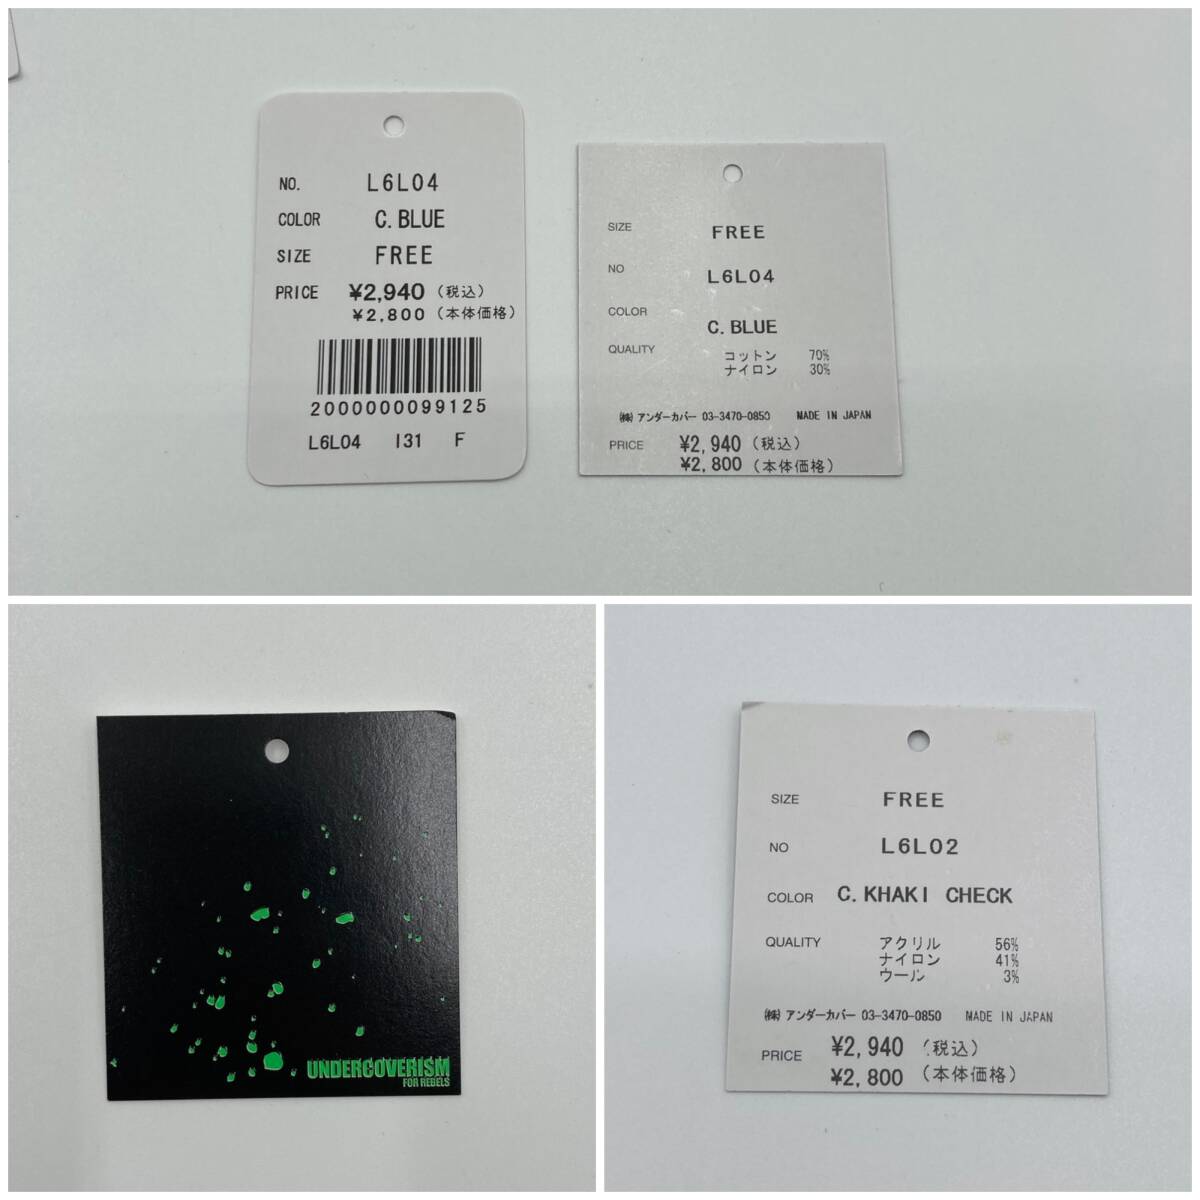 NO. L6L04
COLOR C. BLUE
SIZE FREE
PRICE ¥2,940 (税込)
¥2,800 (本体価格)
2000000099125
L6L04 I31 F
SIZE FREE
NO L6L04
COLOR C. BLUE
QUALITY コットン 70%
ナイロン 30%
㈱ アンダーカバー 03-3470-0850 MADE IN JAPAN
PRICE ¥2,940 (税込)
¥2,800 (本体価格)
UNDERCOVERISM
FOR REBELS
SIZE FREE
NO L6L02
COLOR C. KHAKI CHECK
QUALITY アクリル 56%
ナイロン 41%
ウール 3%
㈱ アンダーカバー 03-3470-0850 MADE IN JAPAN
PRICE ¥2,940 (税込)
¥2,800 (本体価格)